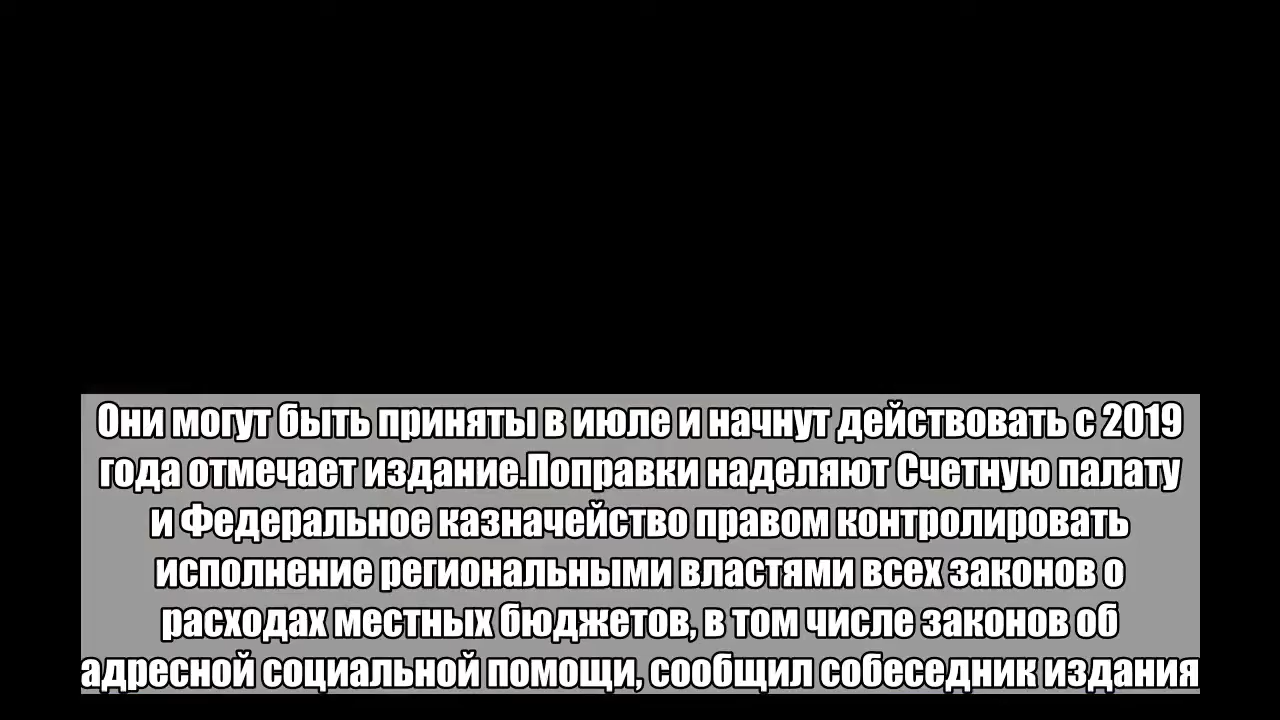 Они могут быть приняты в июле и начнут действовать с 2019
года отмечает издание.Поправки наделяют Счетную палату
и Федеральное казначейство правом контролировать
исполнение региональными властями всех законов о
расходах местных бюджетов, в том числе законов об
адресной социальной помощи, сообщил собеседник издания